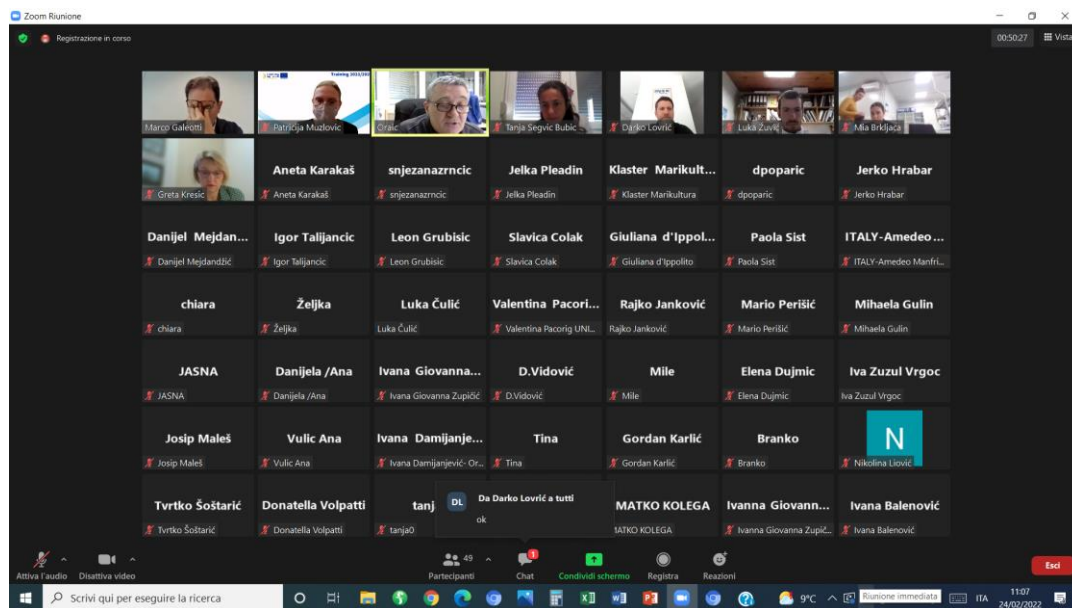 Zoom Riunione
Registrazione in corso
00:50:27 Vista
Training 2021/202
Marco Galeotti Patricija Muzlovic Oraić Tanja Segvic Bubic Darko Lovrić Luka Žuvić Mia Brkljača
Aneta Karakaš snjezanazrncic Jelka Pleadin Klaster Marikult... dpoparic Jerko Hrabar
Greta Kresic Aneta Karakaš snjezanazrncic Jelka Pleadin Klaster Marikultura dpoparic Jerko Hrabar
Danijel Mejdan... Igor Talijancic Leon Grubisic Slavica Colak Giuliana d'Ippol... Paola Sist ITALY-Amedeo...
Danijel Mejdandžić Igor Talijancic Leon Grubisic Slavica Colak Giuliana d'Ippolito Paola Sist ITALY-Amedeo Manfri...
chiara Željka Luka Čulić Valentina Pacori... Rajko Janković Mario Perišić Mihaela Gulin
chiara Željka Luka Čulić Valentina Pacorig UNI... Rajko Janković Mario Perišić Mihaela Gulin
JASNA Danijela /Ana Ivana Giovanna... D.Vidović Mile Elena Dujmic Iva Zuzul Vrgoc
JASNA Danijela /Ana Ivana Giovanna Zupičić D.Vidović Mile Elena Dujmic Iva Zuzul Vrgoc
Josip Maleš Vulic Ana Ivana Damijanje... Tina Gordan Karlić Branko N
Josip Maleš Vulic Ana Ivana Damijanjević- Or... Tina Gordan Karlić Branko Nikolina Liović
Tvrtko Šoštarić Donatella Volpatti tanj DL Da Darko Lovrić a tutti MATKO KOLEGA Ivanna Giovann... Ivana Balenović
ok
Tvrtko Šoštarić Donatella Volpatti tanja0 MATKO KOLEGA Ivanna Giovanna Zupič... Ivana Balenović
49 1
Attiva l'audio Disattiva video Partecipanti Chat Condividi schermo Registra Reazioni Esci
Scrivi qui per eseguire la ricerca 9°C Riunione immediata ITA 11:07
24/02/2022